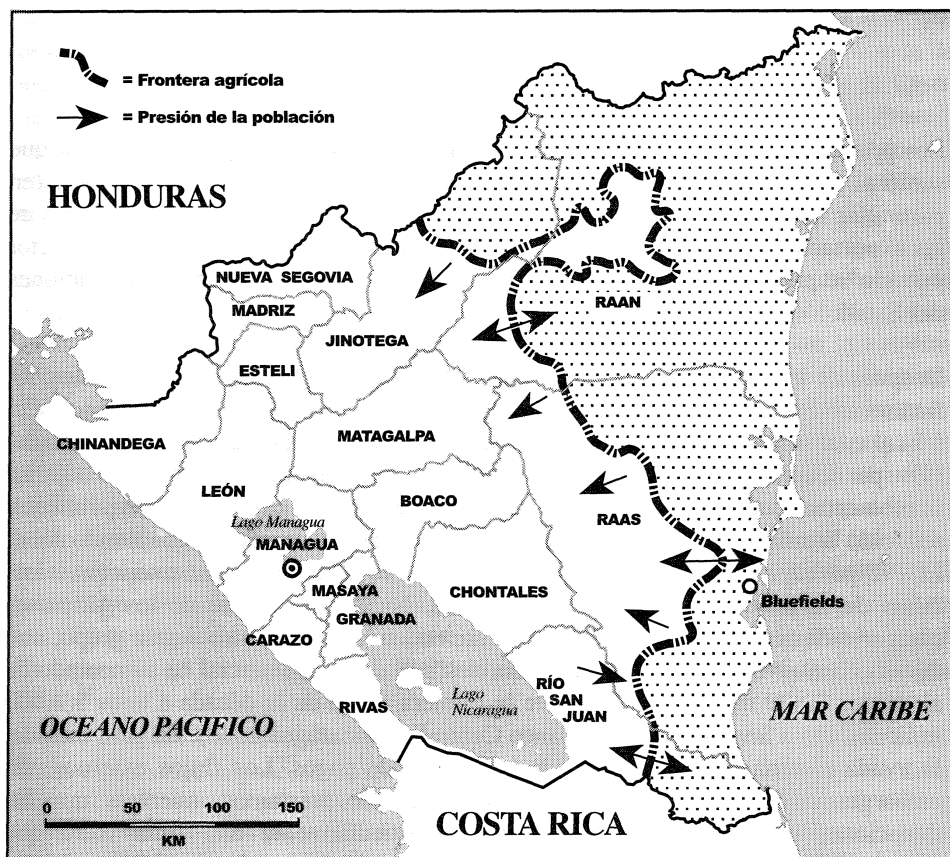 = Frontera agrícola
= Presión de la población
HONDURAS
NUEVA SEGOVIA
MADRIZ
RAAN
JINOTEGA
ESTELI
CHINANDEGA
MATAGALPA
LEÓN
BOACO
RAAS
Lago Managua
MANAGUA
MASAYA
CHONTALES
Bluefields
GRANADA
CARAZO
RÍO
SAN
JUAN
Lago
Nicaragua
RIVAS
MAR CARIBE
OCEANO PACIFICO
0 50 100 150
KM
COSTA RICA